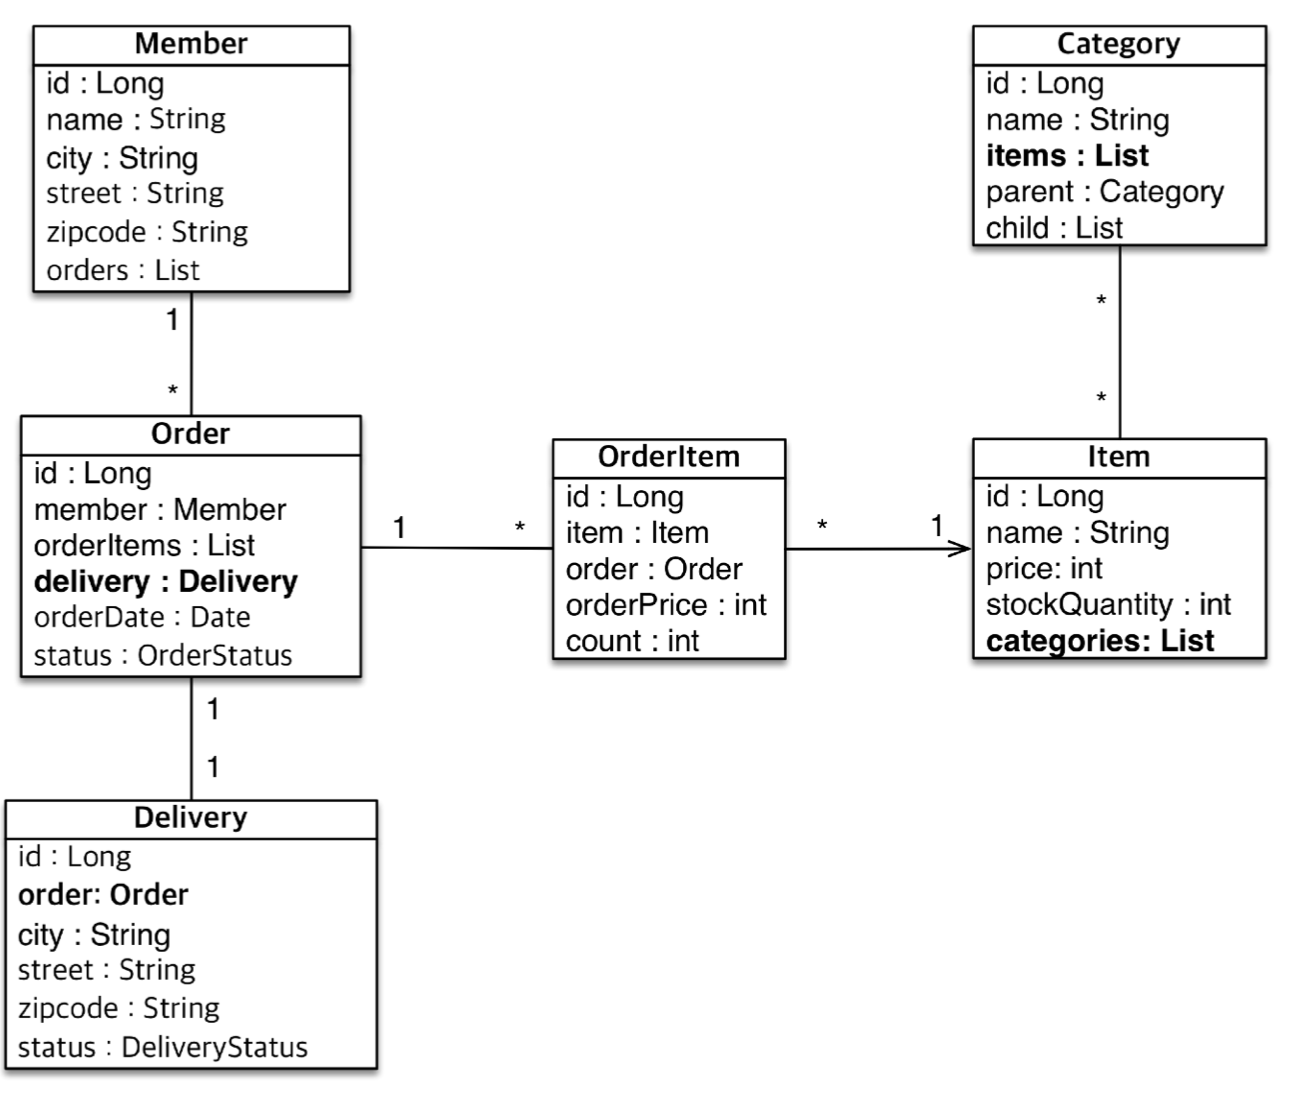 Member
id : Long
name : String
city : String
street : String
zipcode : String
orders : List
1
*
Category
id : Long
name : String
items : List
parent : Category
child : List
*
*
Order
id : Long
member : Member
orderItems : List
delivery : Delivery
orderDate : Date
status : OrderStatus
1
*
OrderItem
id : Long
item : Item
order : Order
orderPrice : int
count : int
*
1
Item
id : Long
name : String
price: int
stockQuantity : int
categories: List
1
1
Delivery
id : Long
order: Order
city : String
street : String
zipcode : String
status : DeliveryStatus